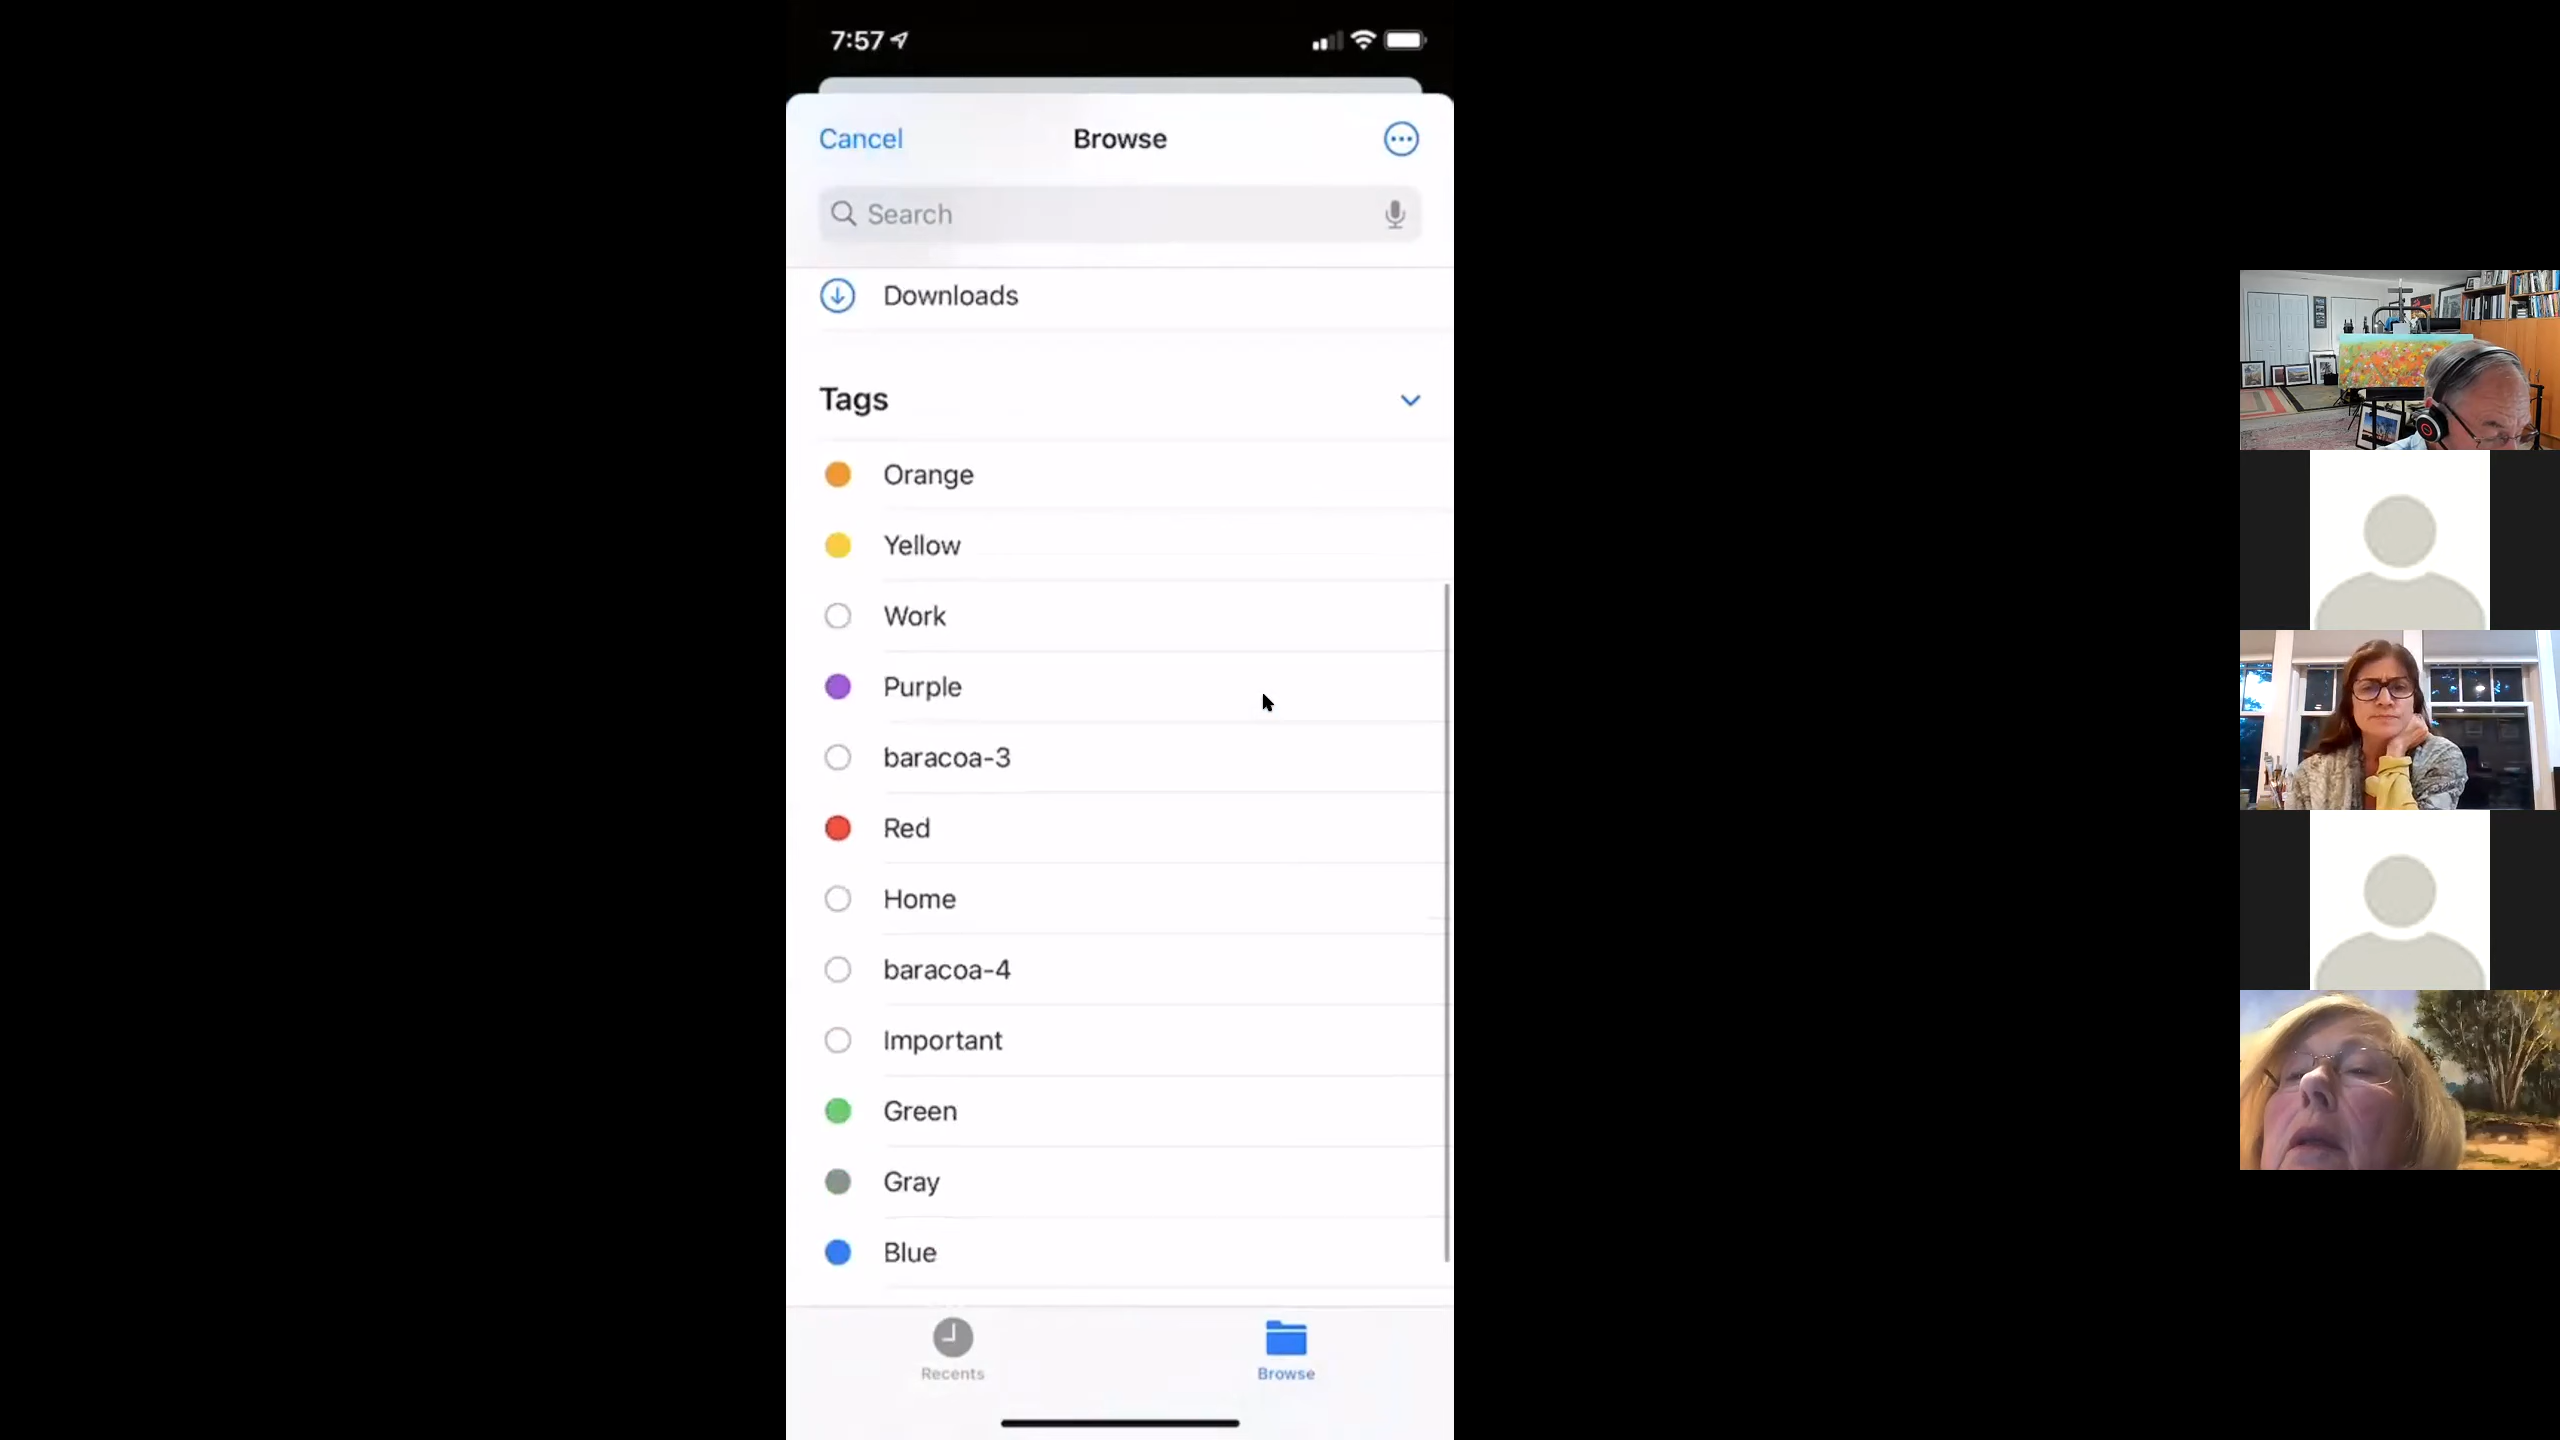 7:57
Cancel
Browse
Search
Downloads
Tags
Orange
Yellow
Work
Purple
baracoa-3
Red
Home
baracoa-4
Important
Green
Gray
Blue
Recents
Browse